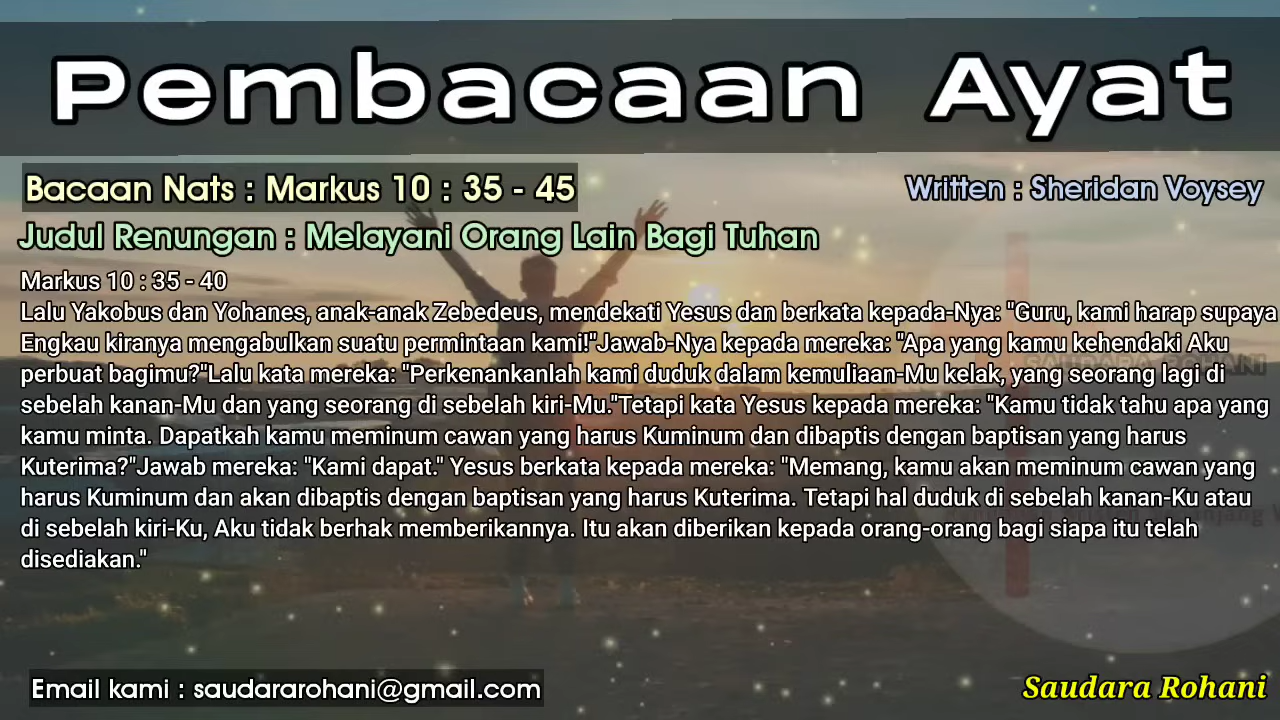 Pembacaan Ayat
Bacaan Nats : Markus 10 : 35 - 45
Written : Sheridan Voysey
Judul Renungan : Melayani Orang Lain Bagi Tuhan
Markus 10 : 35 - 40
Lalu Yakobus dan Yohanes, anak-anak Zebedeus, mendekati Yesus dan berkata kepada-Nya: "Guru, kami harap supaya
Engkau kiranya mengabulkan suatu permintaan kami!"Jawab-Nya kepada mereka: "Apa yang kamu kehendaki Aku
perbuat bagimu?"Lalu kata mereka: "Perkenankanlah kami duduk dalam kemuliaan-Mu kelak, yang seorang lagi di
sebelah kanan-Mu dan yang seorang di sebelah kiri-Mu."Tetapi kata Yesus kepada mereka: "Kamu tidak tahu apa yang
kamu minta. Dapatkah kamu meminum cawan yang harus Kuminum dan dibaptis dengan baptisan yang harus
Kuterima?"Jawab mereka: "Kami dapat." Yesus berkata kepada mereka: "Memang, kamu akan meminum cawan yang
harus Kuminum dan akan dibaptis dengan baptisan yang harus Kuterima. Tetapi hal duduk di sebelah kanan-Ku atau
di sebelah kiri-Ku, Aku tidak berhak memberikannya. Itu akan diberikan kepada orang-orang bagi siapa itu telah
disediakan."
SAUDARA ROHANI
Email kami : saudararohani@gmail.com
Saudara Rohani